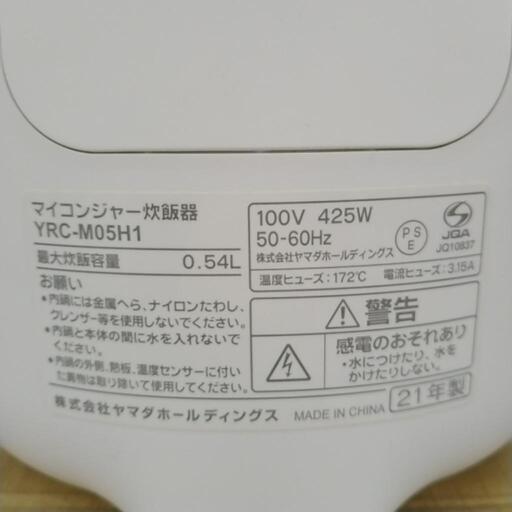 マイコンジャー炊飯器
YRC-M05H1
最大炊飯容量 0.54L
お願い
•内鍋には金属へら、ナイロンたわし、
クレンザー等を使用しないでください。
•内鍋と本体の間に水を入れないで
ください。
•内鍋の外側、熱板、温度センサーに付い
た異物は取り除いて使用してください。
100V 425W
50-60Hz
株式会社ヤマダホールディングス
PS
E
JQA
JQ10837
温度ヒューズ:172℃ 電流ヒューズ:3.15A
警告
感電のおそれあり
•水につけたり、水を
かけたりしない。
株式会社ヤマダホールディングス MADE IN CHINA 21年製